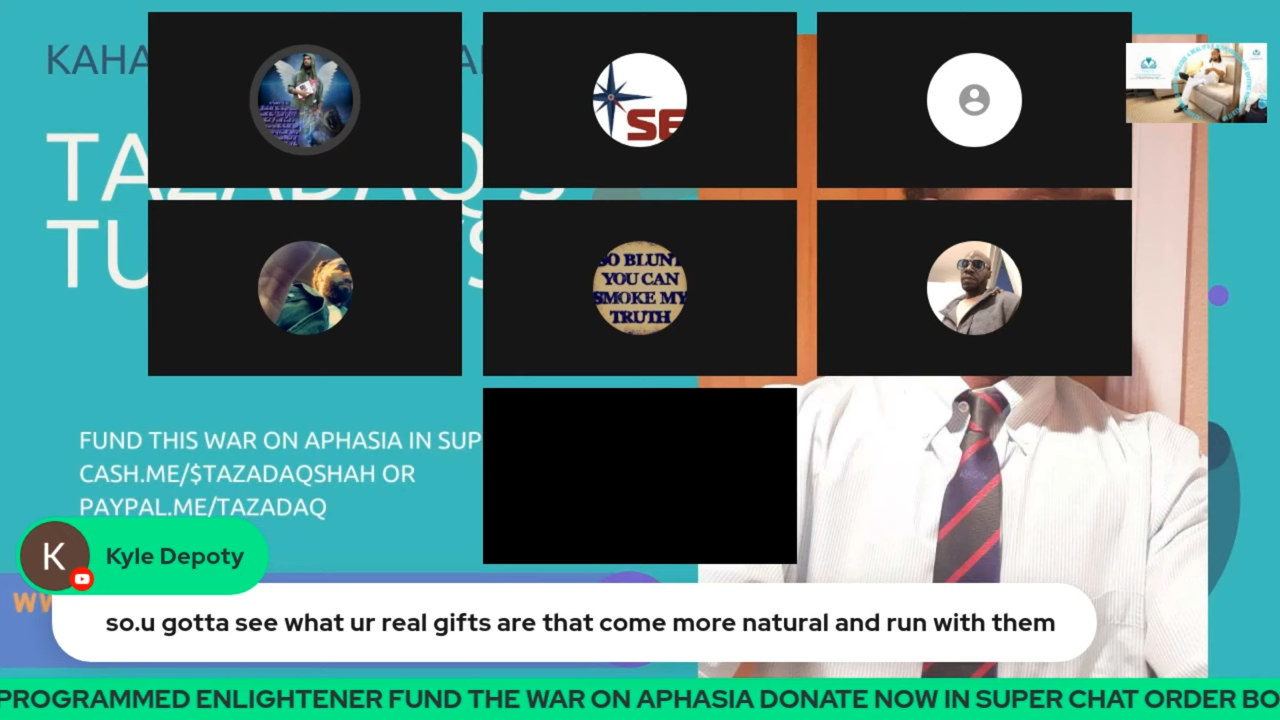 KAHA
TAZADAQ'S
TU
SE
SO BLUNT
YOU CAN
SMOKE MY
TRUTH
FUND THIS WAR ON APHASIA IN SUP
CASH.ME/$TAZADAQSHAH OR
PAYPAL.ME/TAZADAQ
K
Kyle Depoty
WW
so.u gotta see what ur real gifts are that come more natural and run with them
PROGRAMMED ENLIGHTENER FUND THE WAR ON APHASIA DONATE NOW IN SUPER CHAT ORDER BO